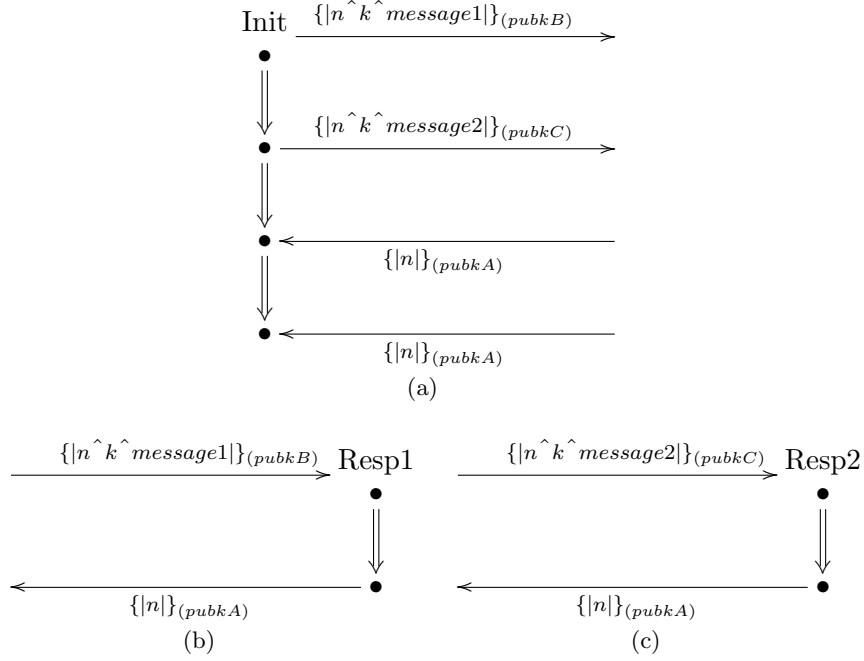 Init
{|n^k^message1|}(pubkB)
{|n^k^message2|}(pubkC)
{|n|}(pubkA)
{|n|}(pubkA)
(a)
{|n^k^message1|}(pubkB) Resp1
{|n|}(pubkA)
(b)
{|n^k^message2|}(pubkC) Resp2
{|n|}(pubkA)
(c)